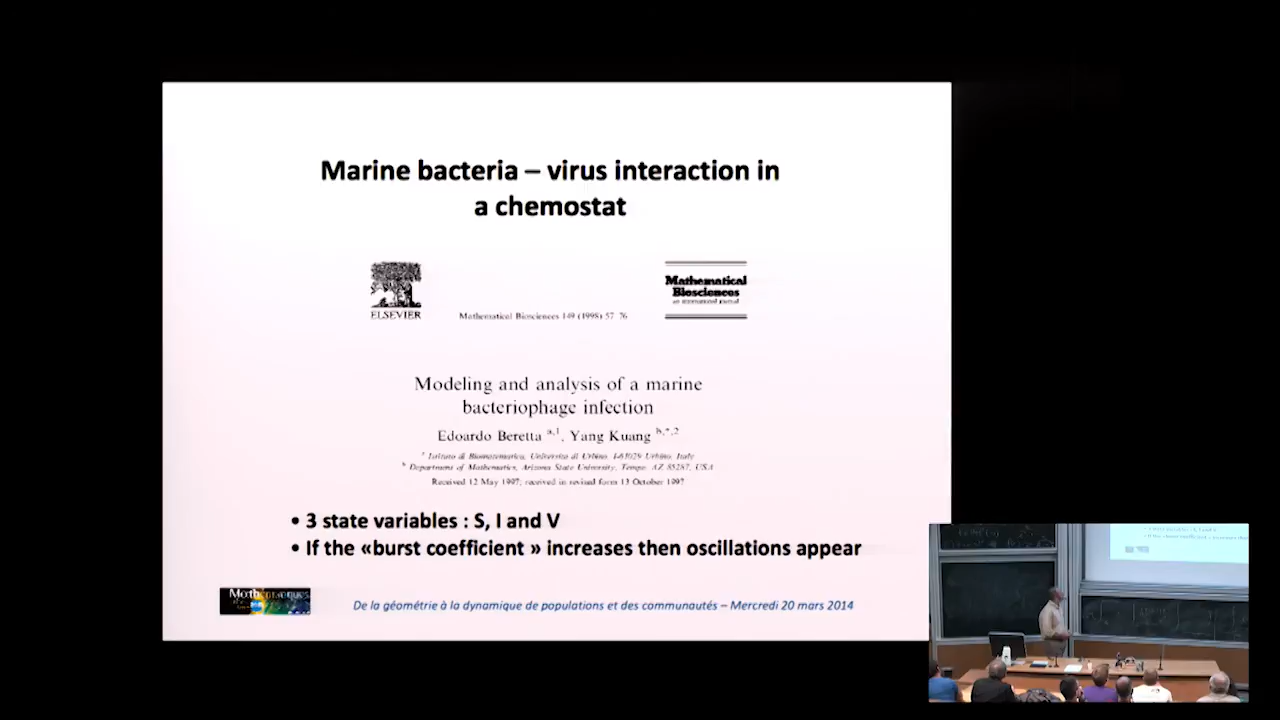 Marine bacteria – virus interaction in
a chemostat
ELSEVIER
Mathematical Biosciences 149 (1998) 57-76
Mathematical
Biosciences
an international journal
Modeling and analysis of a marine
bacteriophage infection
Edoardo Beretta a,1, Yang Kuang b,*,2
a Istituto di Biomatematica, Università di Urbino, I-61029 Urbino, Italy
b Department of Mathematics, Arizona State University, Tempe, AZ 85287, USA
Received 12 May 1997; received in revised form 13 October 1997
• 3 state variables : S, I and V
• If the «burst coefficient » increases then oscillations appear
De la géométrie à la dynamique de populations et des communautés – Mercredi 20 mars 2014